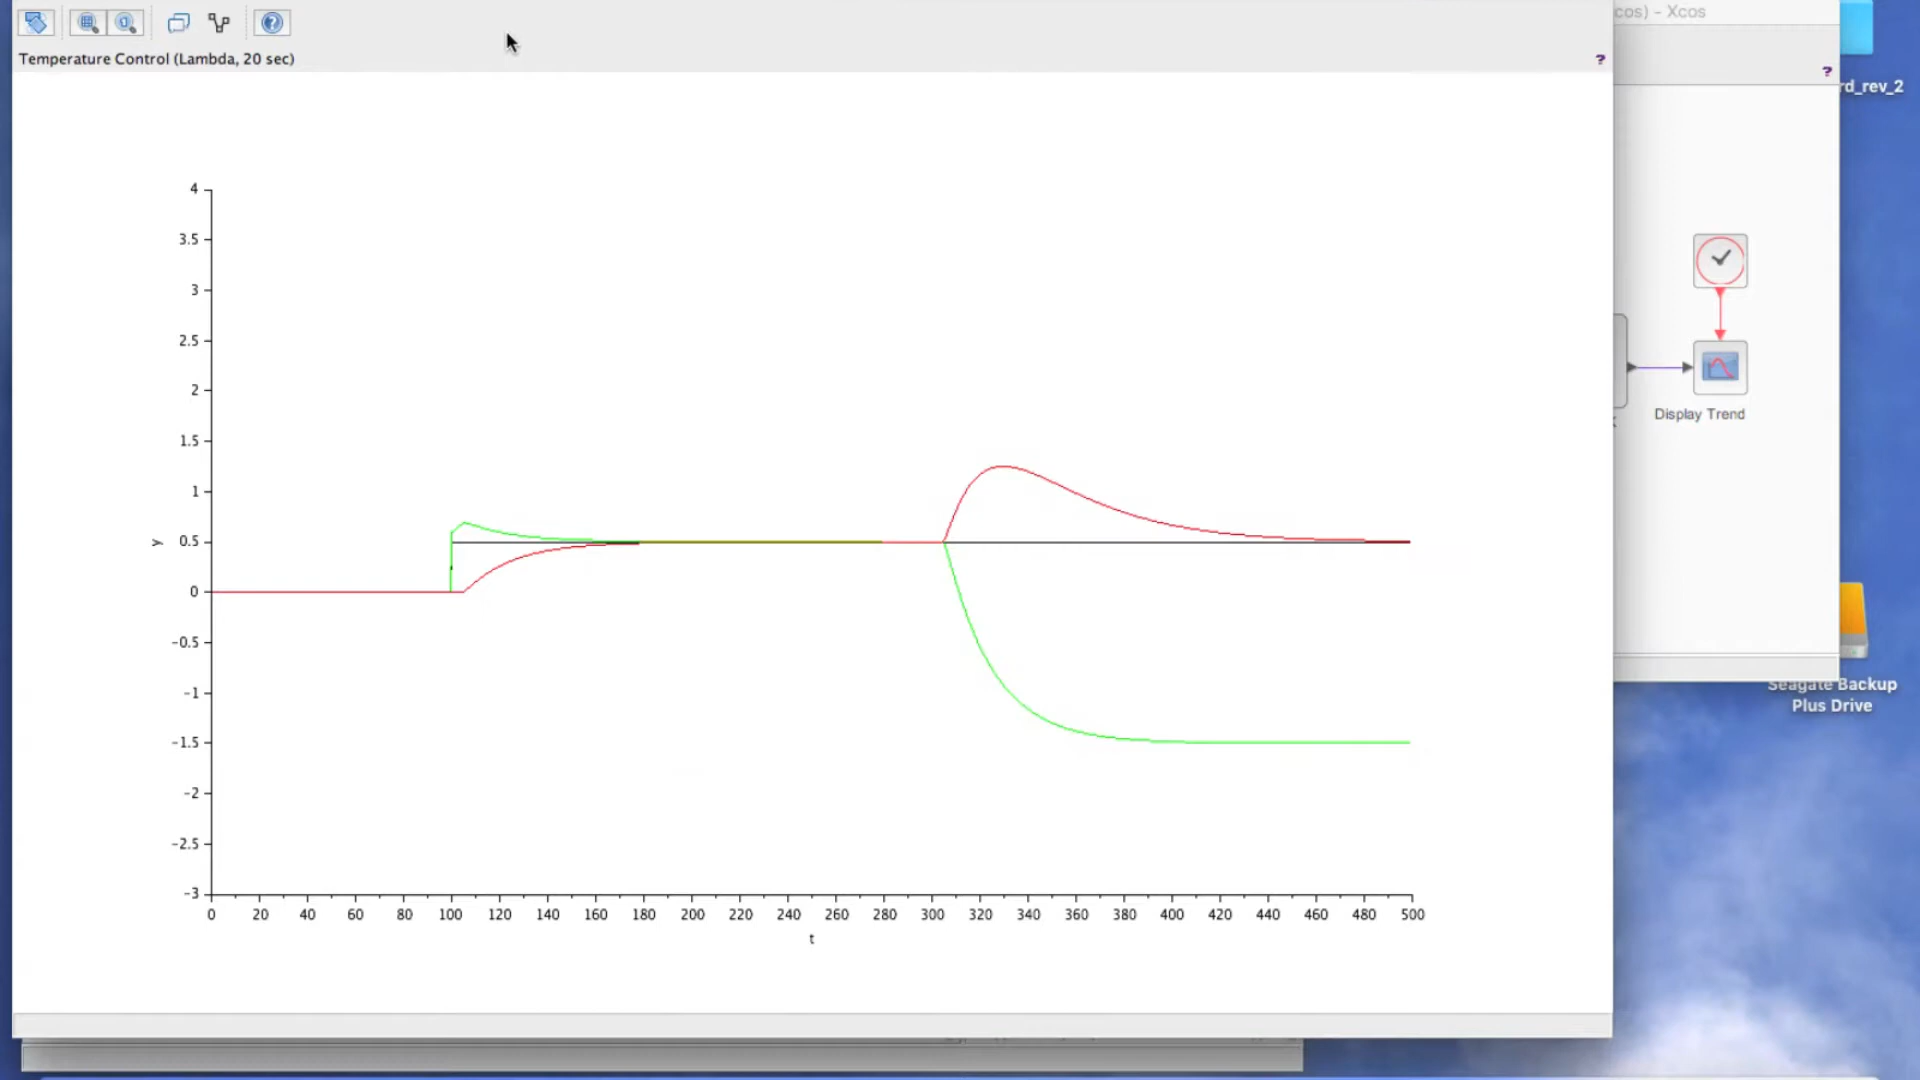 cos) - Xcos
Temperature Control (Lambda, 20 sec)
?
?
rd_rev_2
4
3.5
3
2.5
2
1.5
1
0.5
0
-0.5
-1
-1.5
-2
-2.5
-3
y
0 20 40 60 80 100 120 140 160 180 200 220 240 260 280 300 320 340 360 380 400 420 440 460 480 500
t
Display Trend
Seagate Backup
Plus Drive